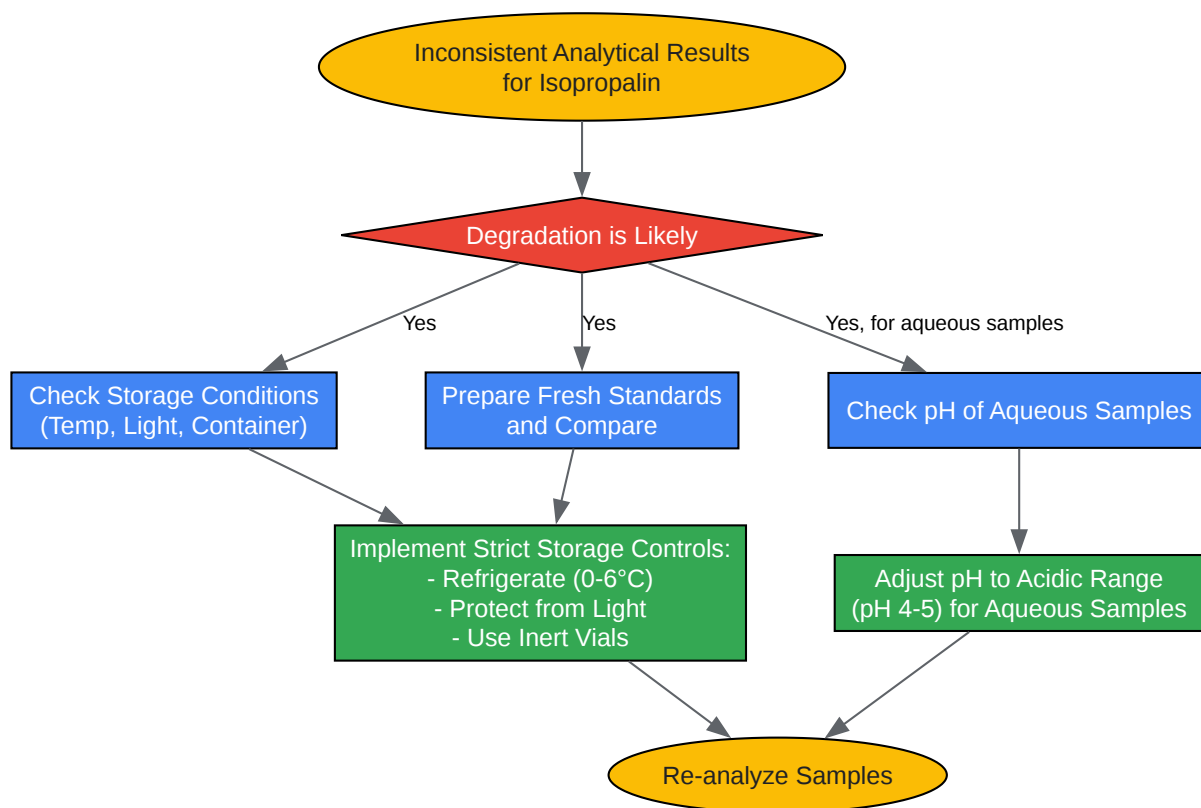 Inconsistent Analytical Results
for Isopropalin
Degradation is Likely
Yes
Yes
Yes, for aqueous samples
Check Storage Conditions
(Temp, Light, Container)
Prepare Fresh Standards
and Compare
Check pH of Aqueous Samples
Implement Strict Storage Controls:
- Refrigerate (0-6°C)
- Protect from Light
- Use Inert Vials
Adjust pH to Acidic Range
(pH 4-5) for Aqueous Samples
Re-analyze Samples